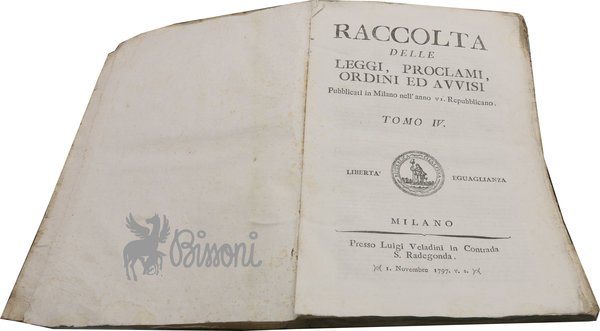 RACCOLTA
DELLE
LEGGI, PROCLAMI,
ORDINI ED AVVISI
Pubblicati in Milano nell' anno VI. Repubblicano.
TOMO IV.
LIBERTA' EGUAGLIANZA
MILANO
Presso Luigi Veladini in Contrada
S. Radegonda.
1. Novembre 1797. v. s.
Bissoni